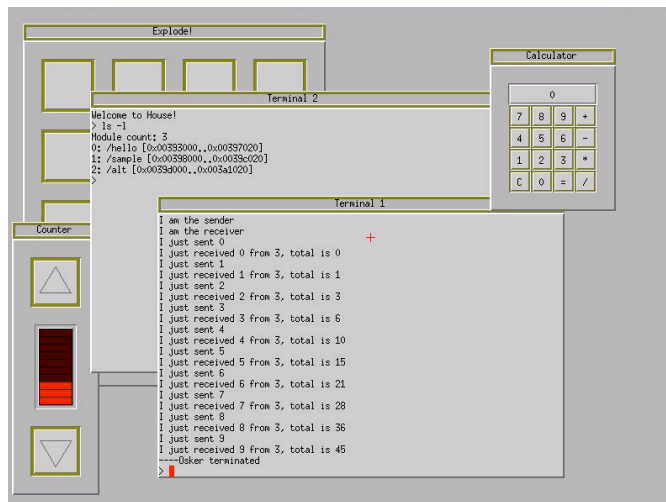 Explode!
Calculator
0
7 8 9 +
4 5 6 -
1 2 3 *
C 0 = /
Terminal 2
Welcome to House!
> ls -l
Module count: 3
0: /hello [0x00393000..0x00397020]
1: /sample [0x00398000..0x0039c020]
2: /alt [0x0039d000..0x003a1020]
>
Counter
Terminal 1
I am the sender
I am the receiver
I just sent 0
I just received 0 from 3, total is 0
I just sent 1
I just received 1 from 3, total is 1
I just sent 2
I just received 2 from 3, total is 3
I just sent 3
I just received 3 from 3, total is 6
I just sent 4
I just received 4 from 3, total is 10
I just sent 5
I just received 5 from 3, total is 15
I just sent 6
I just received 6 from 3, total is 21
I just sent 7
I just received 7 from 3, total is 28
I just sent 8
I just received 8 from 3, total is 36
I just sent 9
I just received 9 from 3, total is 45
----Osker terminated
>